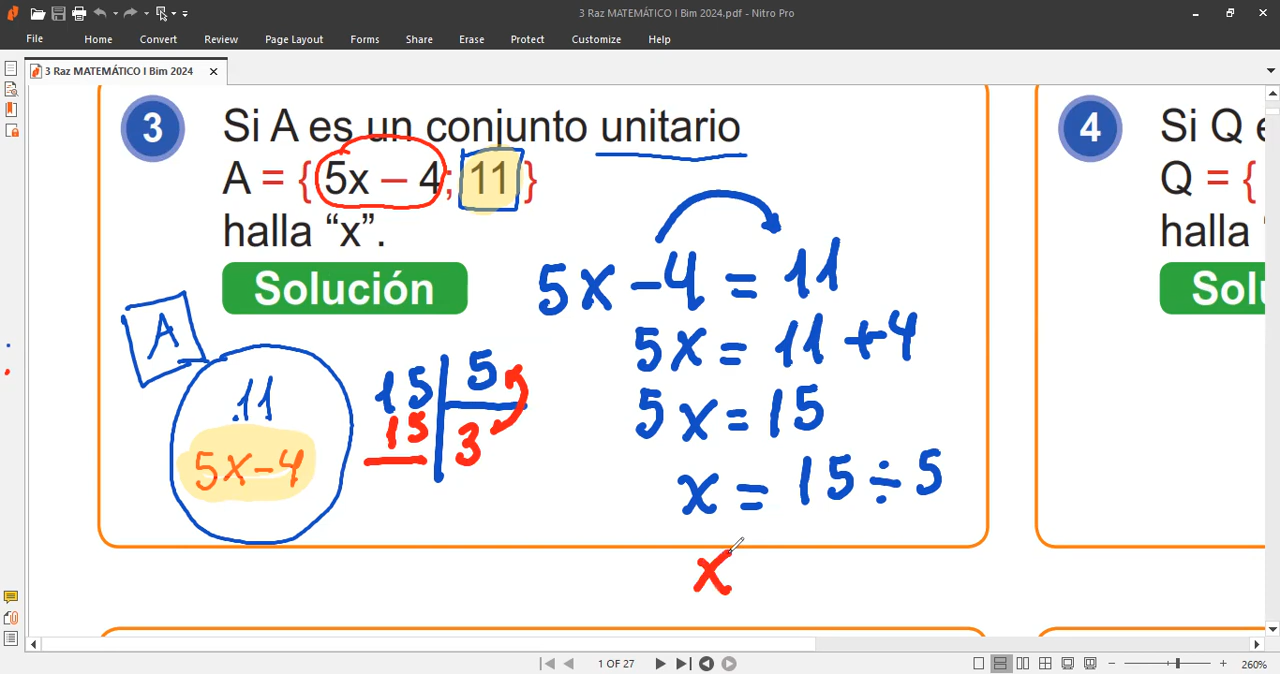 3 Raz MATEMÁTICO I Bim 2024.pdf - Nitro Pro
File Home Convert Review Page Layout Forms Share Erase Protect Customize Help
3 Raz MATEMÁTICO I Bim 2024
3
Si A es un conjunto unitario
A = { 5x – 4; 11 }
halla “x”.
Solución
A
11
5x-4
15 | 5
15 3
5x - 4 = 11
5x = 11 + 4
5x = 15
x = 15 ÷ 5
x
4
Si Q e
Q = {
halla
Solu
1 OF 27
260%